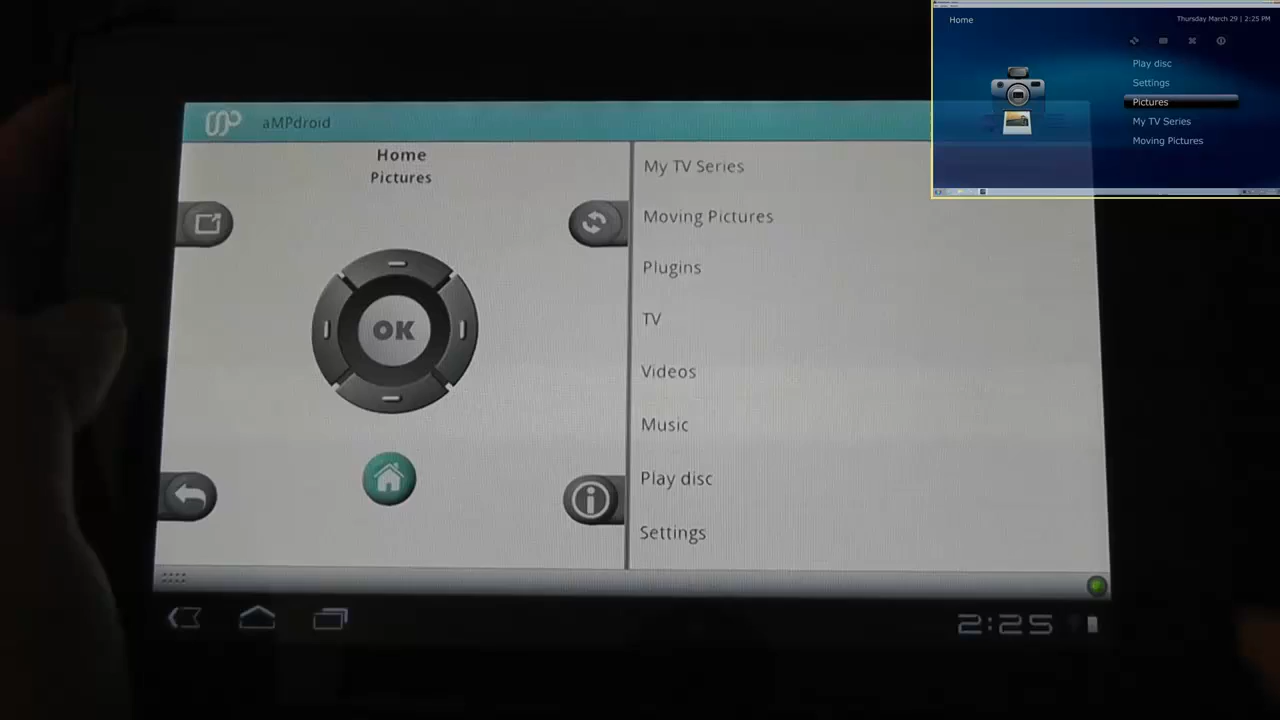 Home
Thursday March 29 | 2:25 PM
Play disc
Settings
Pictures
My TV Series
Moving Pictures
aMPdroid
Home
Pictures
OK
My TV Series
Moving Pictures
Plugins
TV
Videos
Music
Play disc
Settings
2:25